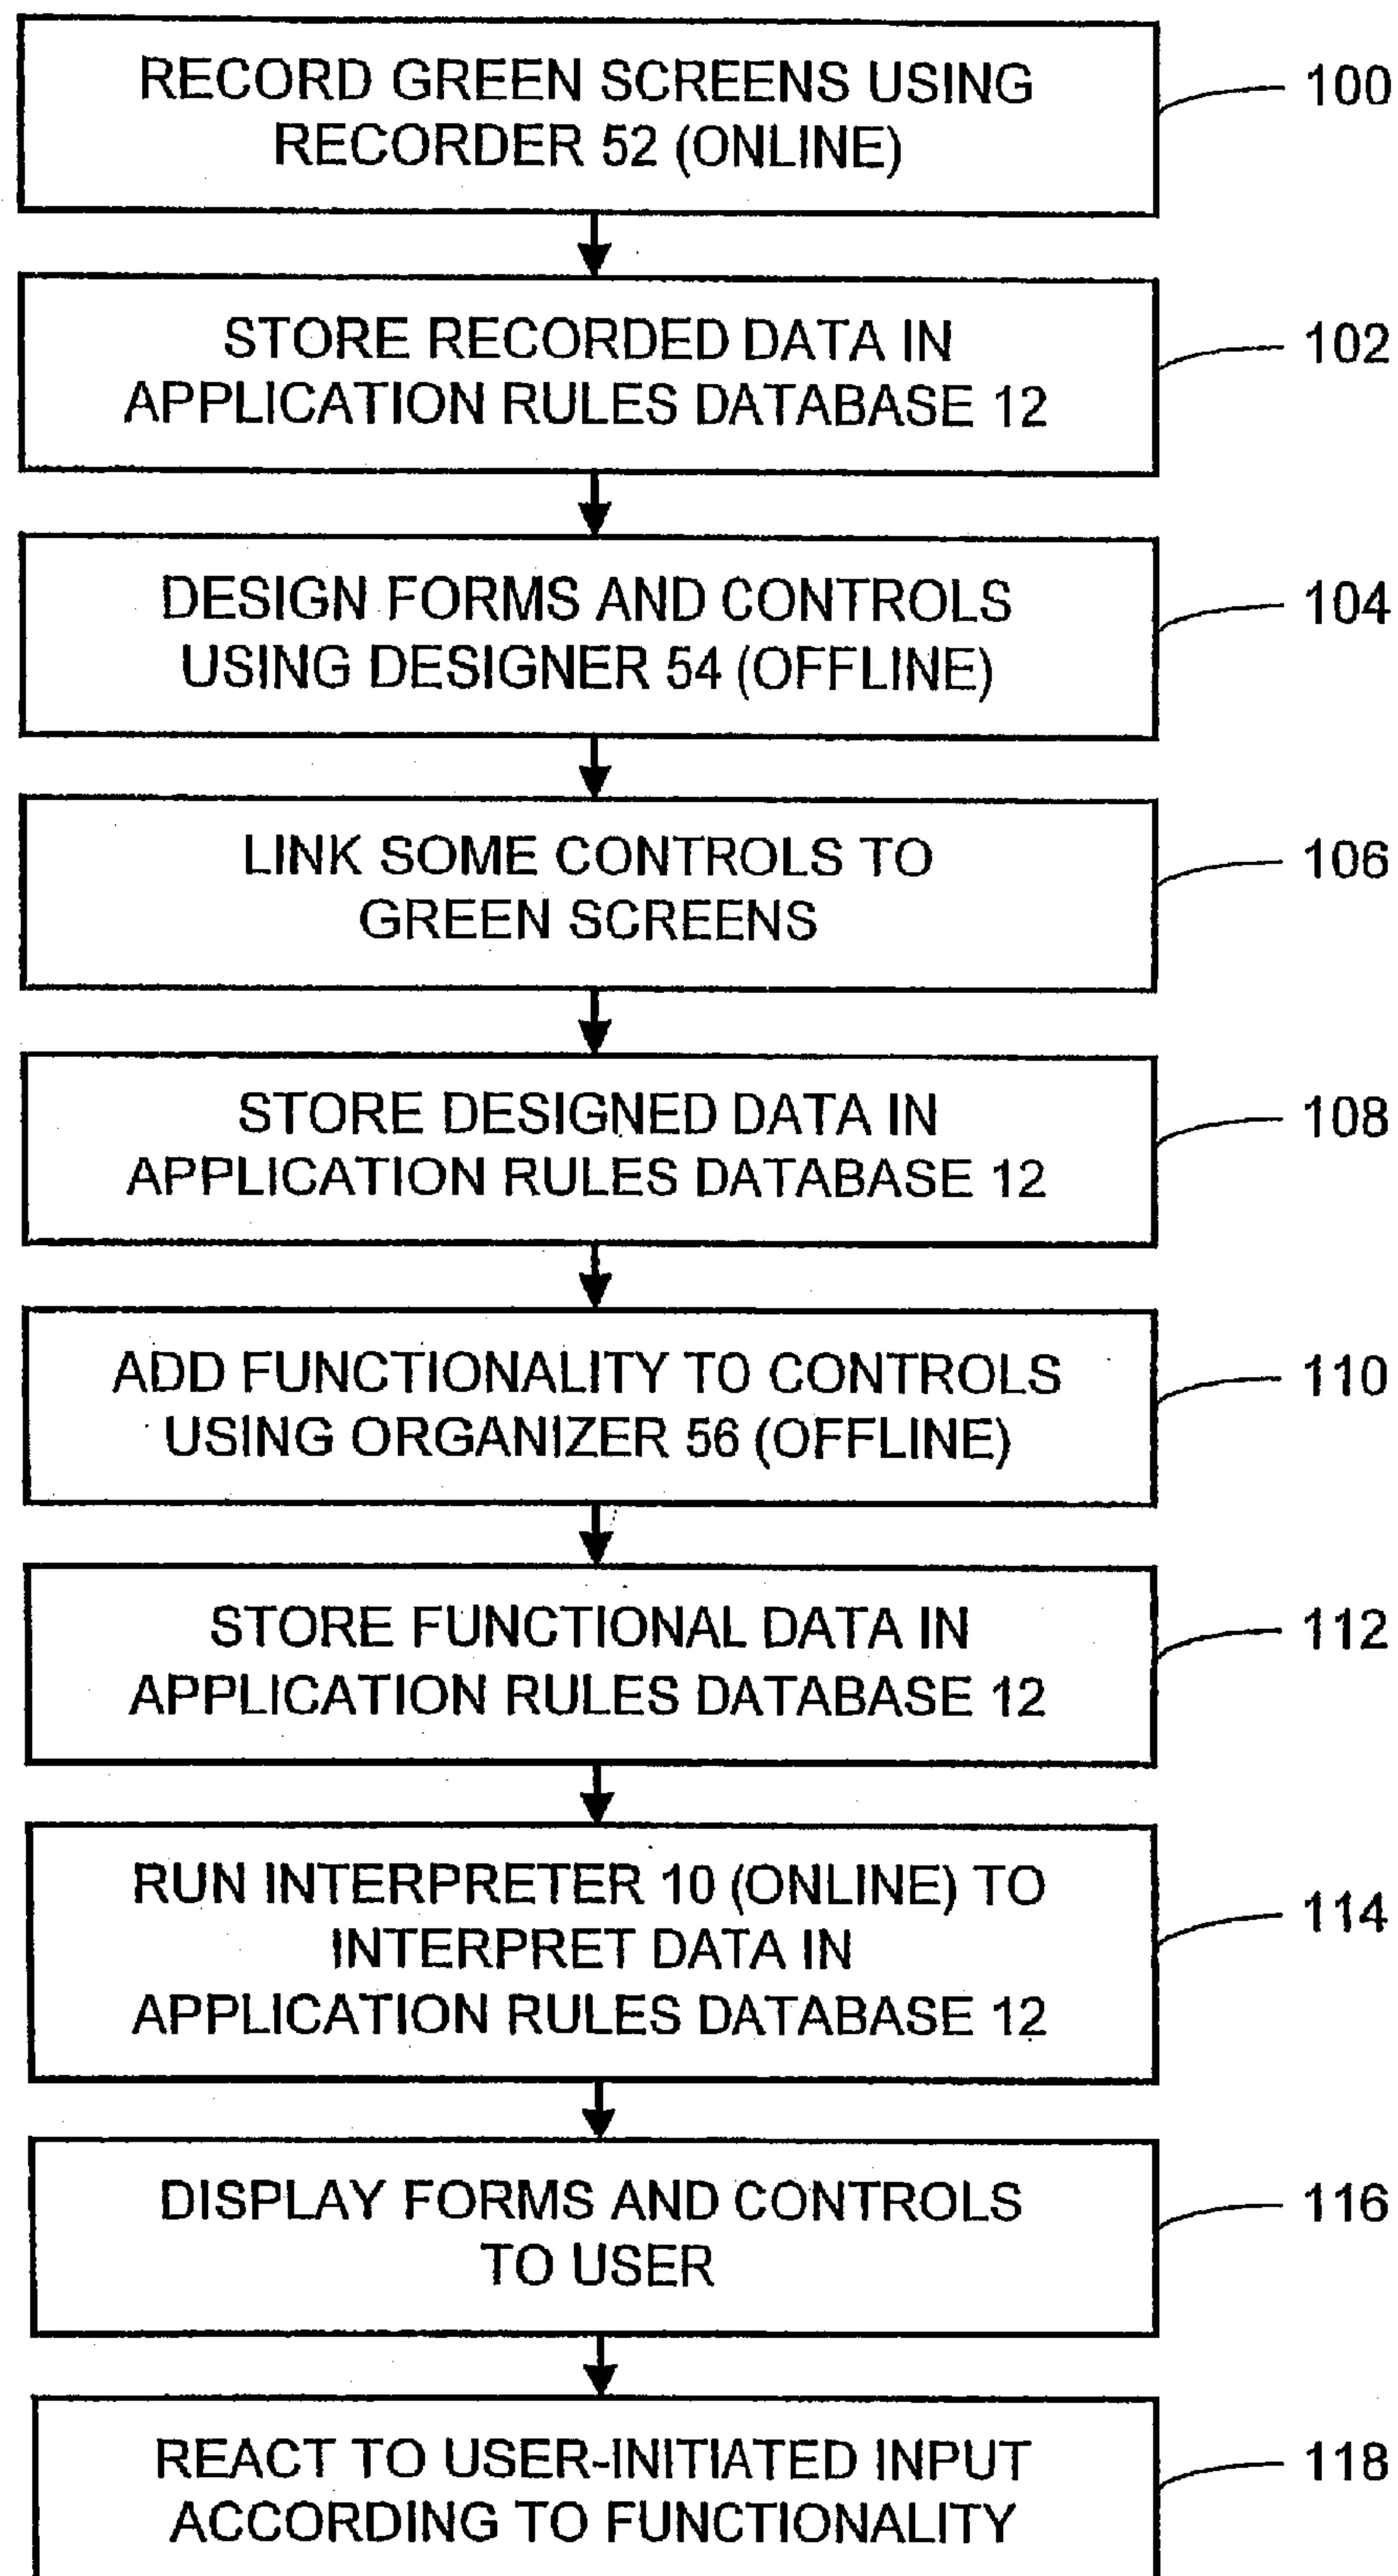 RECORD GREEN SCREENS USING
RECORDER 52 (ONLINE)
100
STORE RECORDED DATA IN
APPLICATION RULES DATABASE 12
102
DESIGN FORMS AND CONTROLS
USING DESIGNER 54 (OFFLINE)
104
LINK SOME CONTROLS TO
GREEN SCREENS
106
STORE DESIGNED DATA IN
APPLICATION RULES DATABASE 12
108
ADD FUNCTIONALITY TO CONTROLS
USING ORGANIZER 56 (OFFLINE)
110
STORE FUNCTIONAL DATA IN
APPLICATION RULES DATABASE 12
112
RUN INTERPRETER 10 (ONLINE) TO
INTERPRET DATA IN
APPLICATION RULES DATABASE 12
114
DISPLAY FORMS AND CONTROLS
TO USER
116
REACT TO USER-INITIATED INPUT
ACCORDING TO FUNCTIONALITY
118